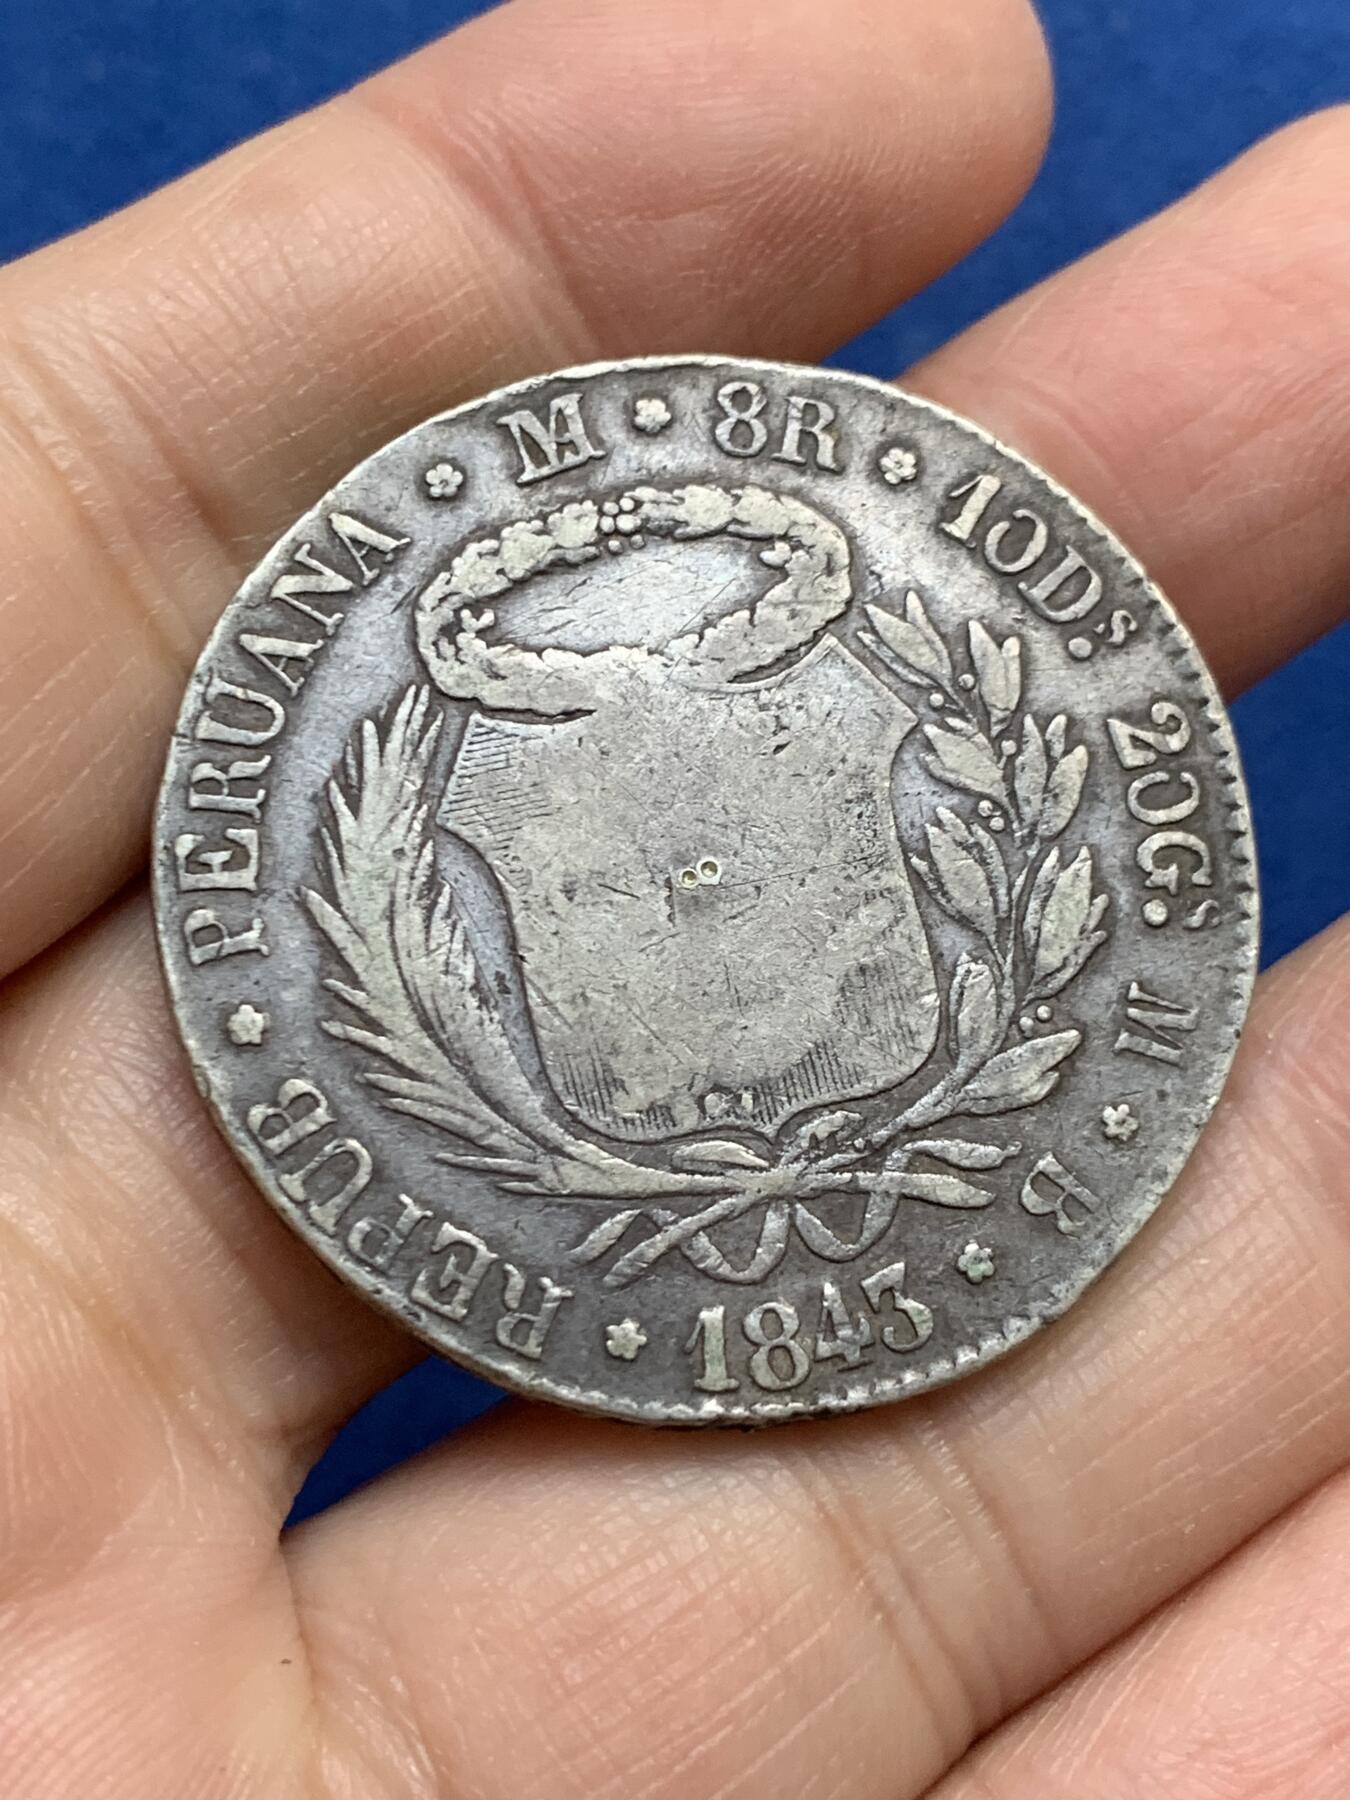 REPUB * PERUANA * M * 8R * 10Ds. 20Gs. M * B * 1843 *